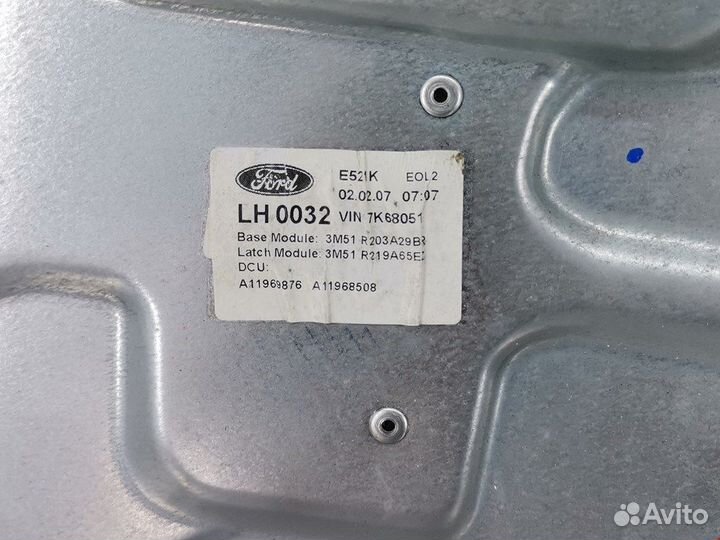 Ford
E521K EOL2
02.02.07 07:07
LH 0032 VIN 7K68051
Base Module: 3M51 R203A29BR
Latch Module: 3M51 R219A65EZ
DCU:
A11969876 A11968508
Avito